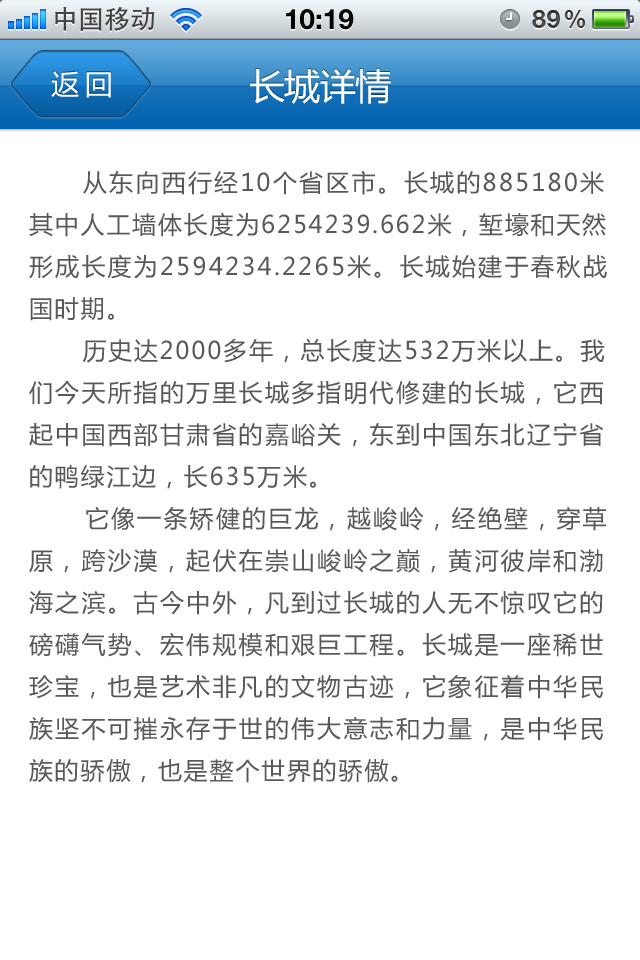 中国移动 10:19 89%
返回 长城详情
从东向西行经10个省区市。长城的885180米
其中人工墙体长度为6254239.662米，堑壕和天然
形成长度为2594234.2265米。长城始建于春秋战
国时期。
历史达2000多年，总长度达532万米以上。我
们今天所指的万里长城多指明代修建的长城，它西
起中国西部甘肃省的嘉峪关，东到中国东北辽宁省
的鸭绿江边，长635万米。
它像一条矫健的巨龙，越峻岭，经绝壁，穿草
原，跨沙漠，起伏在崇山峻岭之巅，黄河彼岸和渤
海之滨。古今中外，凡到过长城的人无不惊叹它的
磅礴气势、宏伟规模和艰巨工程。长城是一座稀世
珍宝，也是艺术非凡的文物古迹，它象征着中华民
族坚不可摧永存于世的伟大意志和力量，是中华民
族的骄傲，也是整个世界的骄傲。